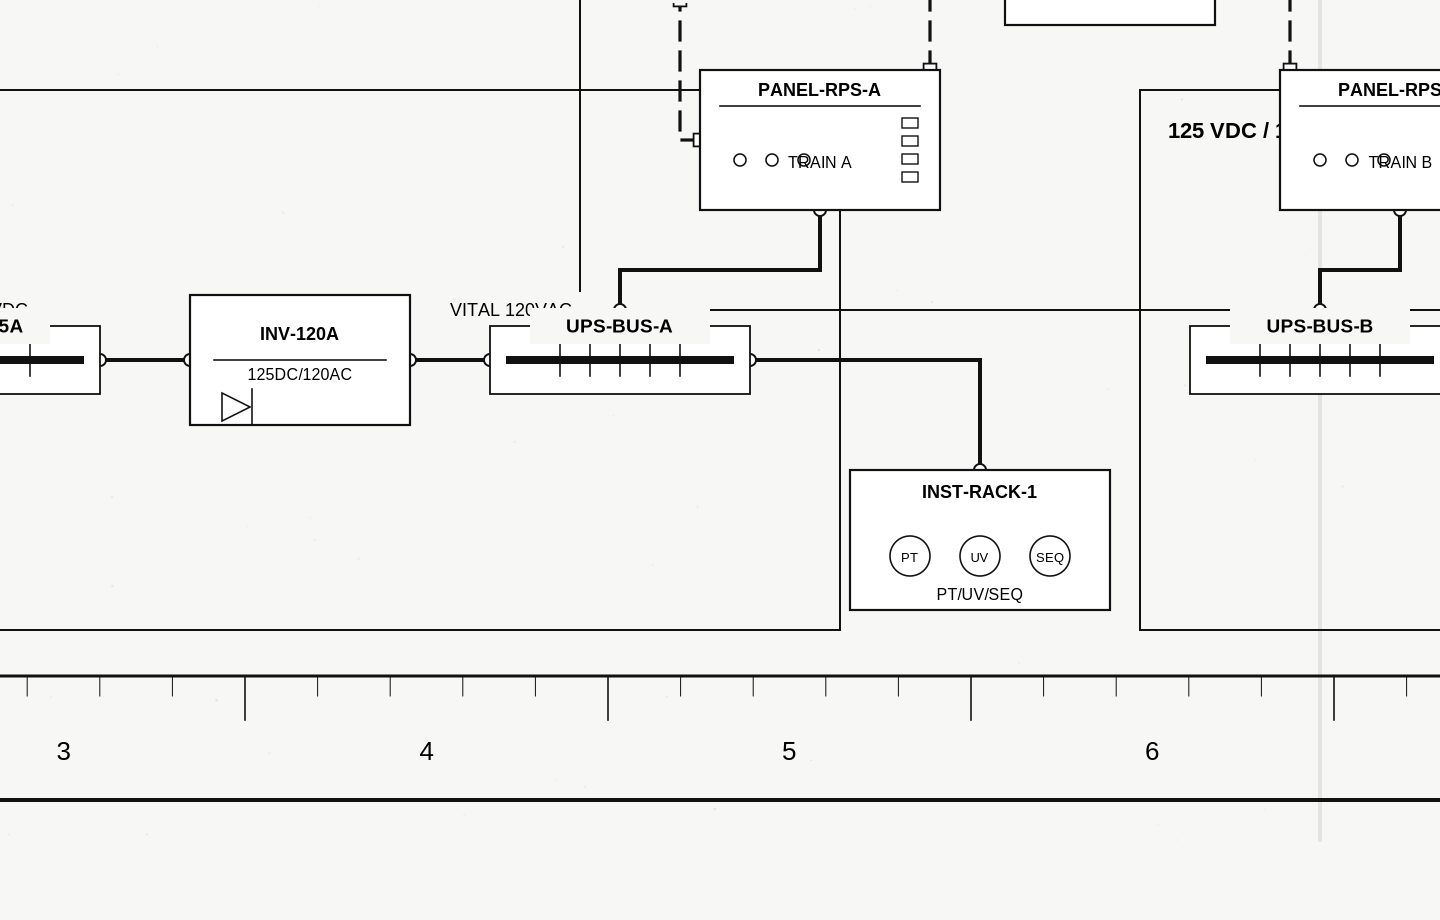 PANEL-RPS-A
PANEL-RPS
125 VDC /
TRAIN A
TRAIN B
VITAL 120VAC
5A
UPS-BUS-A
UPS-BUS-B
INV-120A
125DC/120AC
INST-RACK-1
PT UV SEQ
PT/UV/SEQ
3 4 5 6